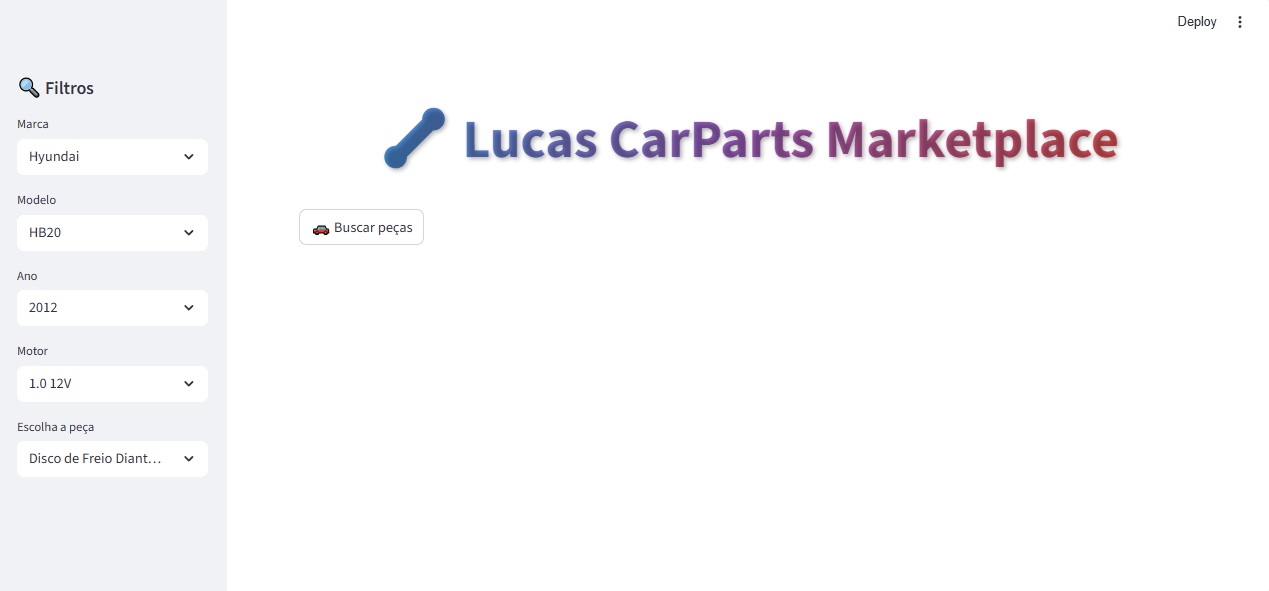 Deploy
Filtros
Marca
Hyundai
Modelo
HB20
Ano
2012
Motor
1.0 12V
Escolha a peça
Disco de Freio Diant...
Lucas CarParts Marketplace
Buscar peças